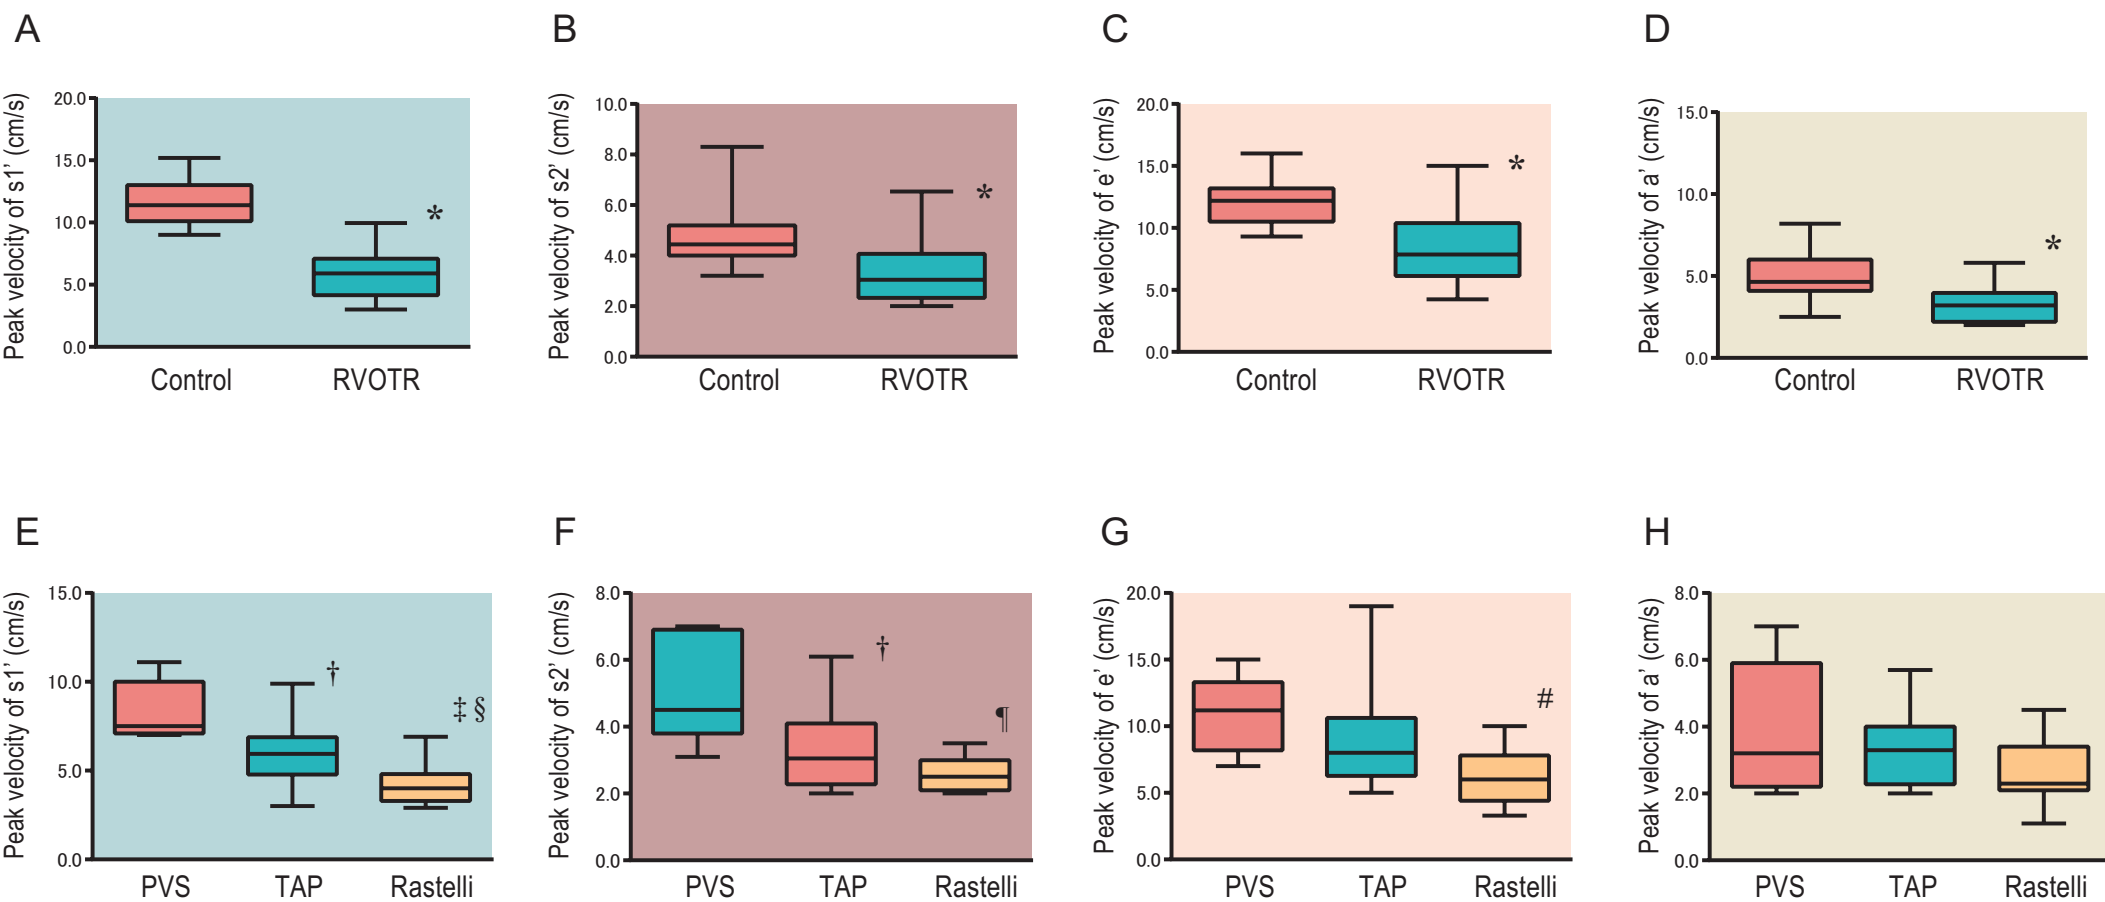 A
B
C
D
Peak velocity of s1’ (cm/s)
20.0
15.0
10.0
5.0
0.0
*
Control
RVOTR
Peak velocity of s2’ (cm/s)
10.0
8.0
6.0
4.0
2.0
0.0
*
Control
RVOTR
Peak velocity of e’ (cm/s)
20.0
15.0
10.0
5.0
0.0
*
Control
RVOTR
Peak velocity of a’ (cm/s)
15.0
10.0
5.0
0.0
*
Control
RVOTR
E
F
G
H
Peak velocity of s1’ (cm/s)
15.0
10.0
5.0
0.0
†
‡ §
PVS
TAP
Rastelli
Peak velocity of s2’ (cm/s)
8.0
6.0
4.0
2.0
0.0
†
¶
PVS
TAP
Rastelli
Peak velocity of e’ (cm/s)
20.0
15.0
10.0
5.0
0.0
#
PVS
TAP
Rastelli
Peak velocity of a’ (cm/s)
8.0
6.0
4.0
2.0
0.0
PVS
TAP
Rastelli